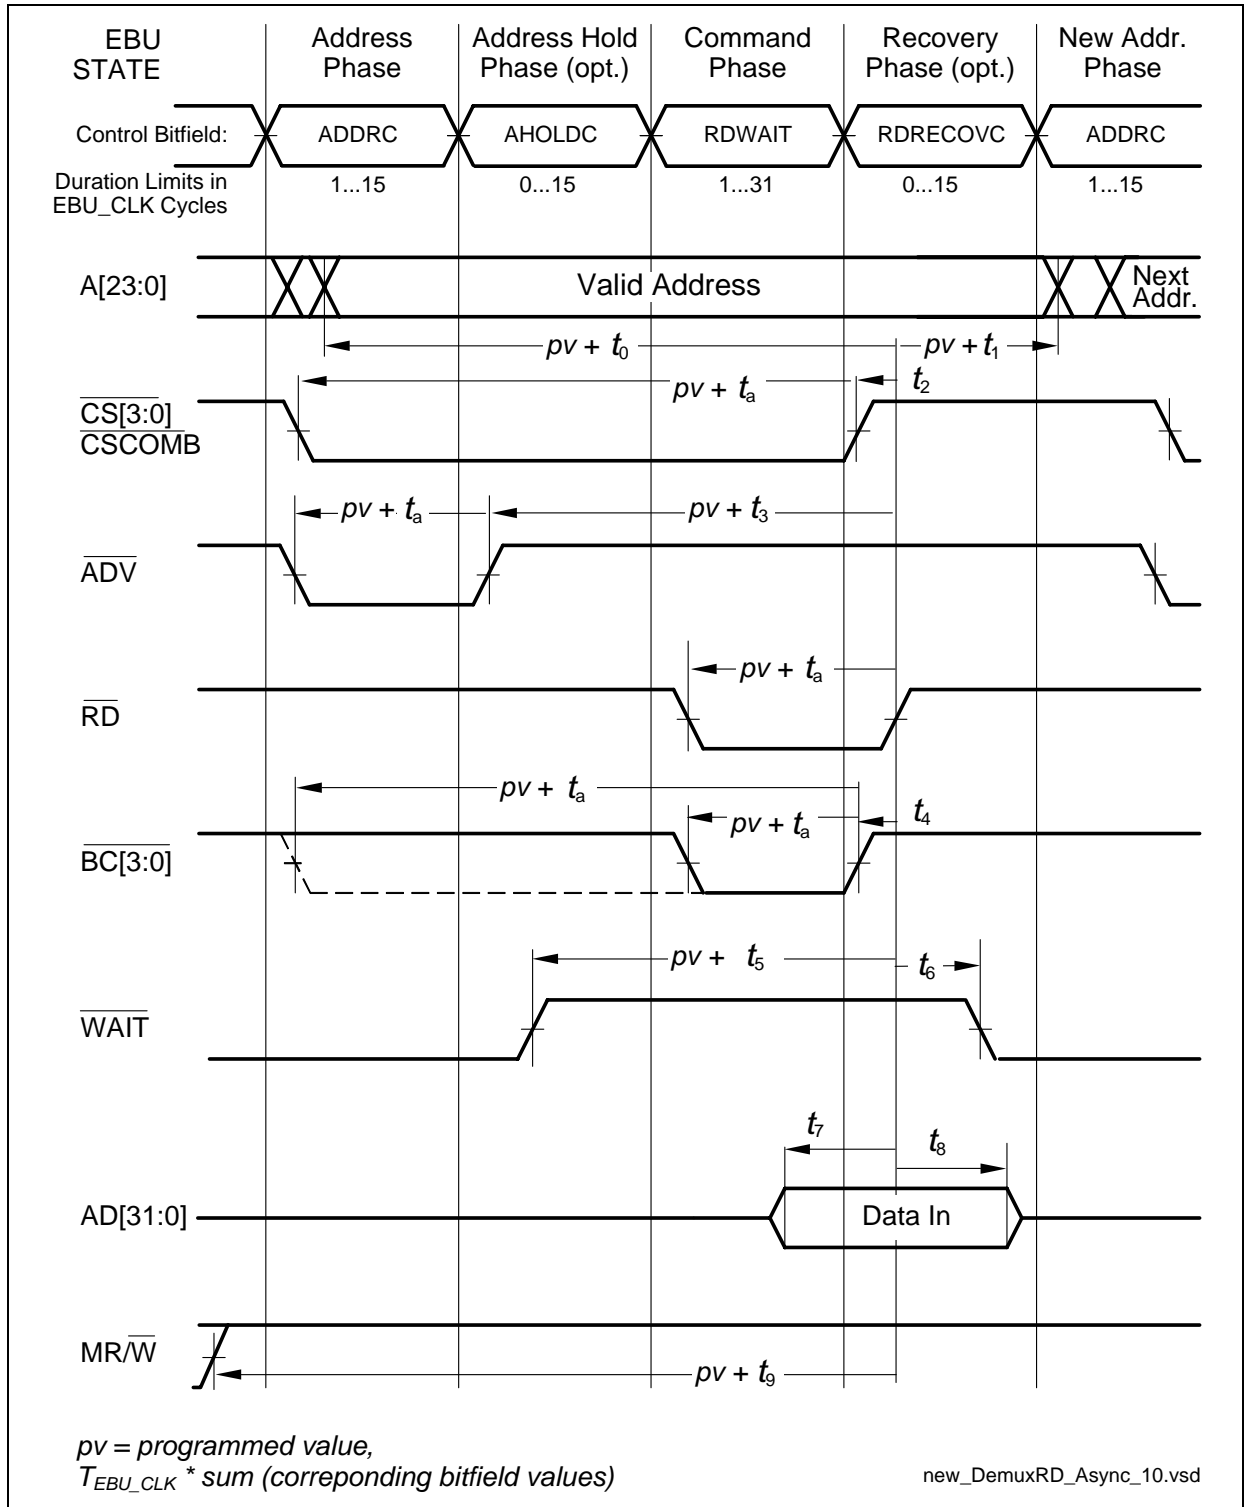 EBU STATE
Address Phase
Address Hold Phase (opt.)
Command Phase
Recovery Phase (opt.)
New Addr. Phase
Control Bitfield:
ADDRC
AHOLDC
RDWAIT
RDRECOVC
ADDRC
Duration Limits in EBU_CLK Cycles
1...15
0...15
1...31
0...15
1...15
A[23:0]
Valid Address
Next Addr.
pv + t0
pv + t1
pv + ta
t2
CS[3:0]
CSCOMB
pv + ta
pv + t3
ADV
pv + ta
RD
pv + ta
pv + ta
t4
BC[3:0]
pv + t5
t6
WAIT
t7
t8
AD[31:0]
Data In
MR/W
pv + t9
pv = programmed value,
TEBU_CLK * sum (correponding bitfield values)
new_DemuxRD_Async_10.vsd